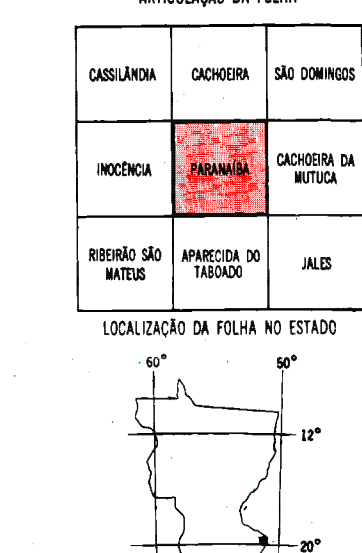 ARTICULAÇÃO DA FOLHA
CASSILÂNDIA
CACHOEIRA
SÃO DOMINGOS
INOCÊNCIA
PARANAÍBA
CACHOEIRA DA
MUTUCA
RIBEIRÃO SÃO
MATEUS
APARECIDA DO
TABOADO
JALES
LOCALIZAÇÃO DA FOLHA NO ESTADO
60°
50°
12°
20°